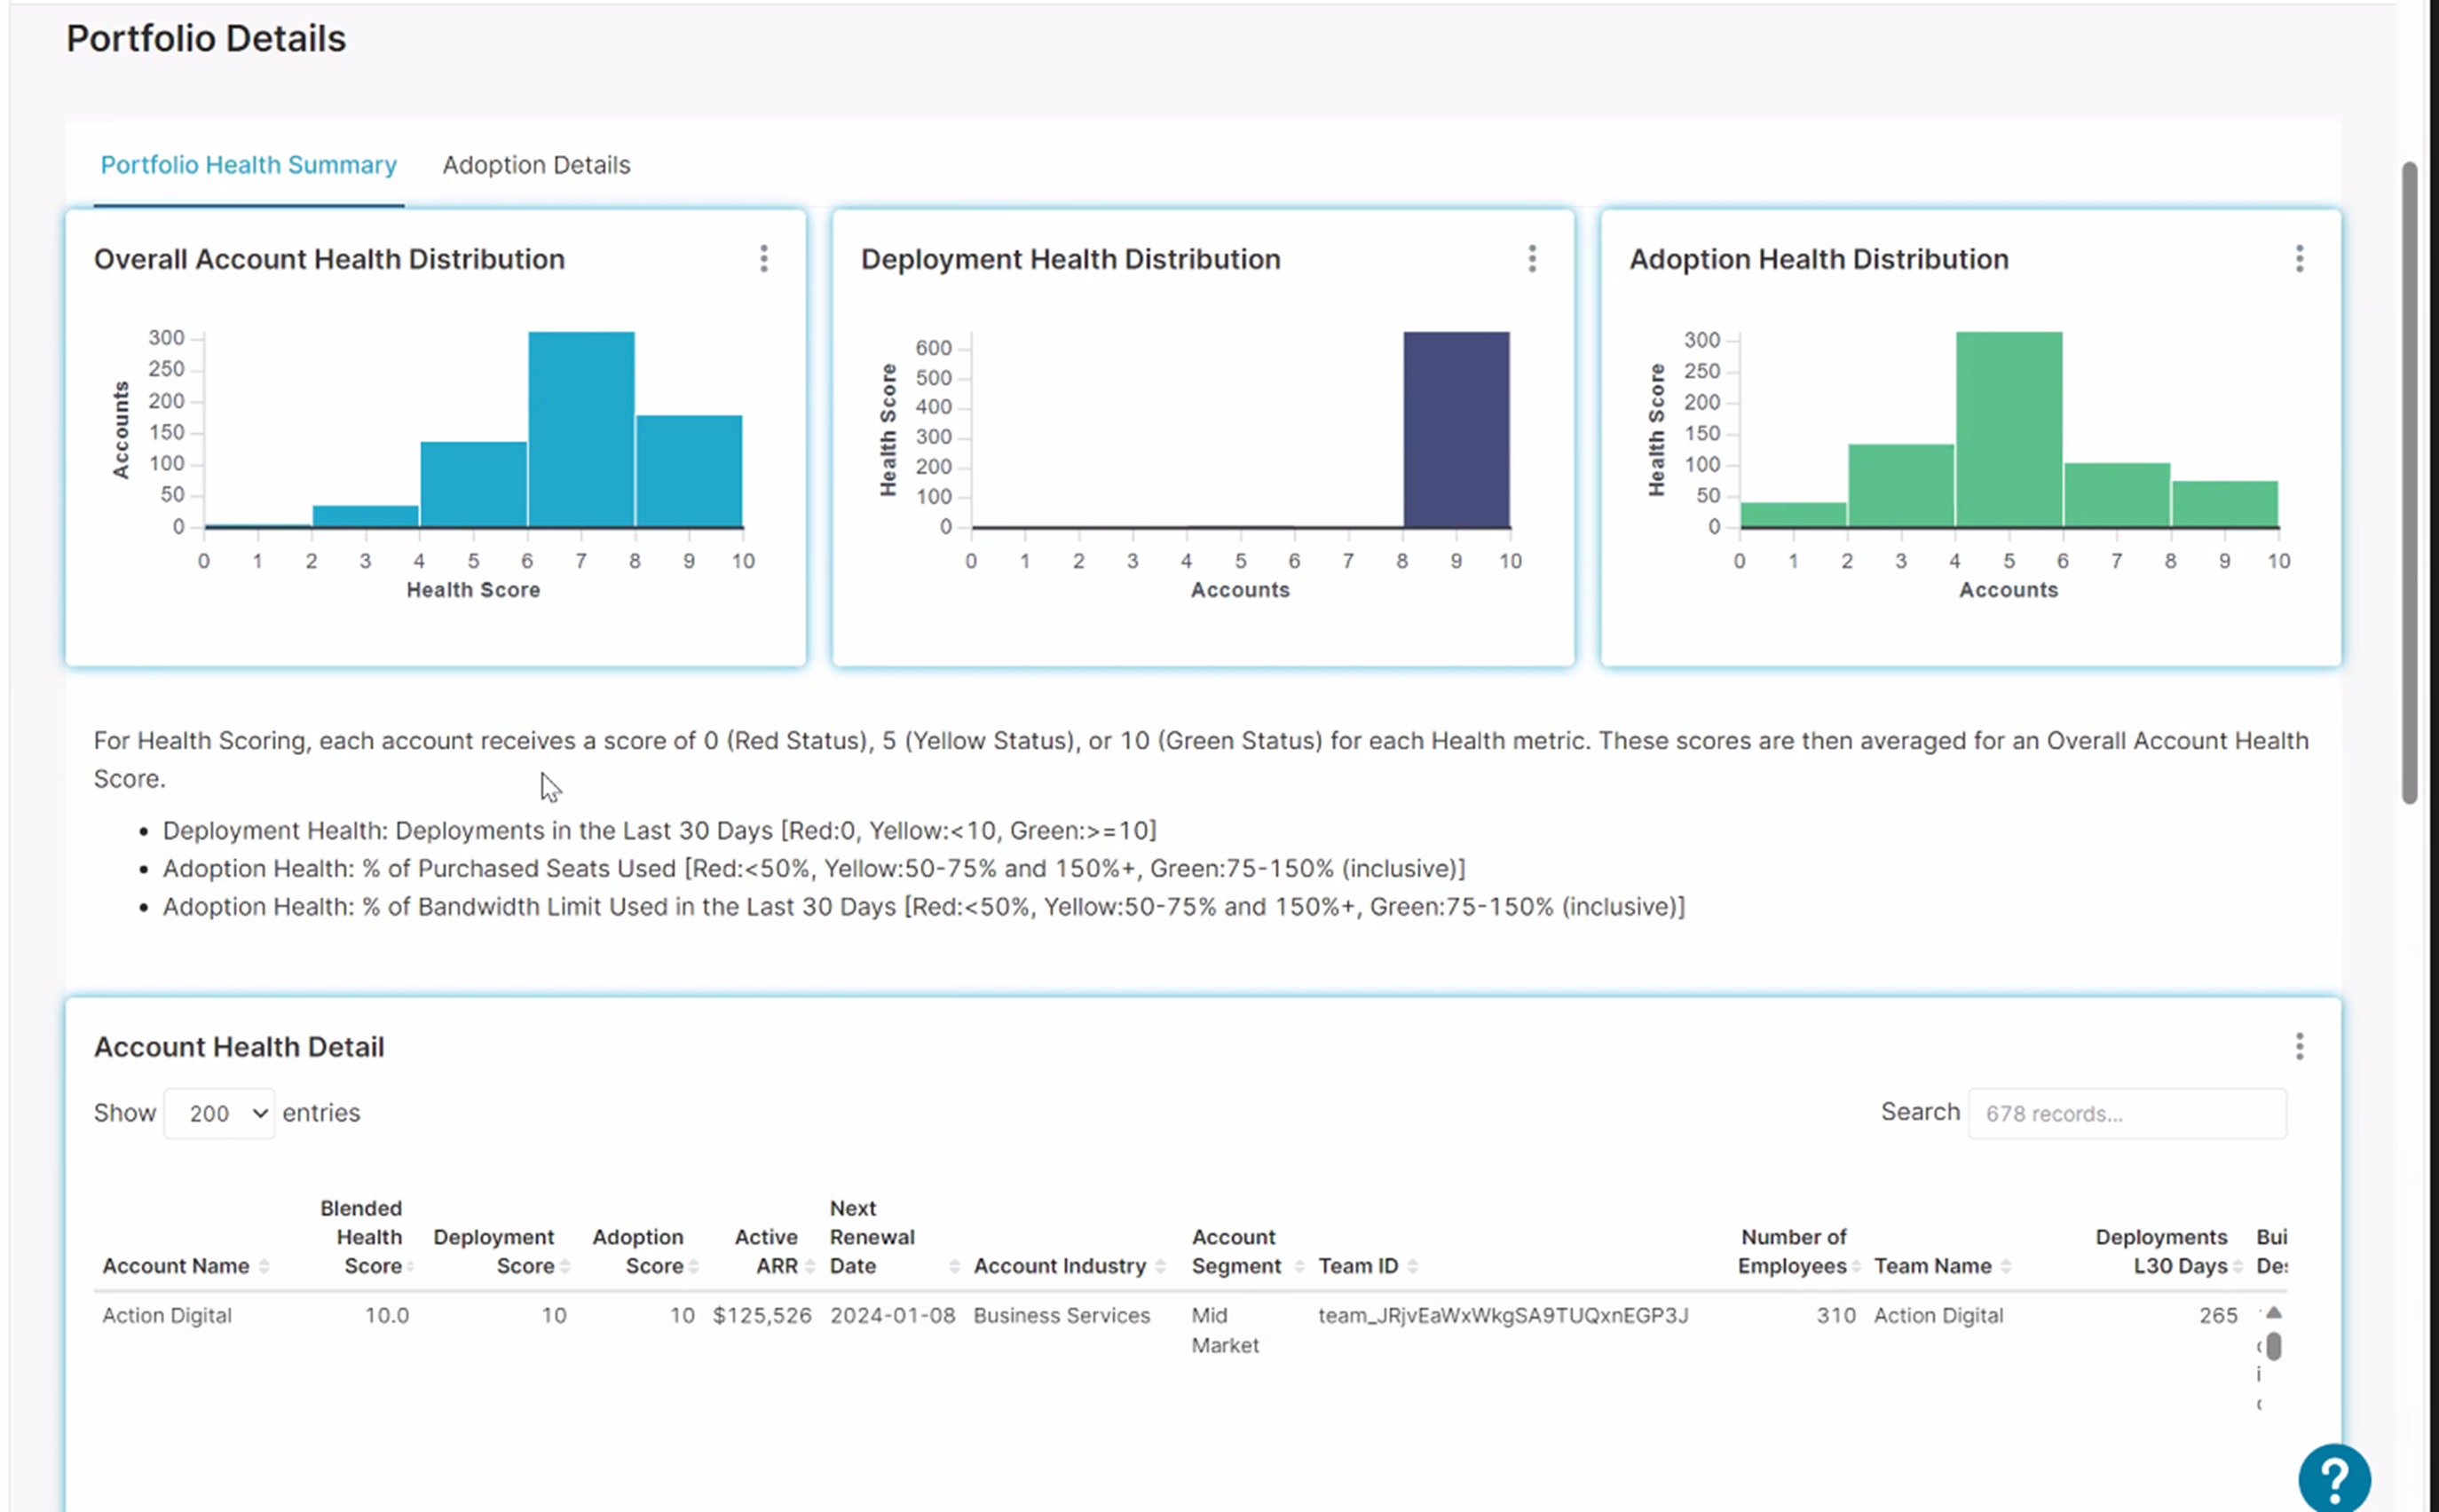 Portfolio Details
Portfolio Health Summary
Adoption Details
Overall Account Health Distribution
300
250
200
150
100
50
0
Accounts
0 1 2 3 4 5 6 7 8 9 10
Health Score
Deployment Health Distribution
600
500
400
300
200
100
0
Health Score
0 1 2 3 4 5 6 7 8 9 10
Accounts
Adoption Health Distribution
300
250
200
150
100
50
0
Health Score
0 1 2 3 4 5 6 7 8 9 10
Accounts
For Health Scoring, each account receives a score of 0 (Red Status), 5 (Yellow Status), or 10 (Green Status) for each Health metric. These scores are then averaged for an Overall Account Health
Score.
• Deployment Health: Deployments in the Last 30 Days [Red:0, Yellow:<10, Green:>=10]
• Adoption Health: % of Purchased Seats Used [Red:<50%, Yellow:50-75% and 150%+, Green:75-150% (inclusive)]
• Adoption Health: % of Bandwidth Limit Used in the Last 30 Days [Red:<50%, Yellow:50-75% and 150%+, Green:75-150% (inclusive)]
Account Health Detail
Show 200 entries
Search 678 records...
Account Name
Blended
Health
Score
Deployment
Score
Adoption
Score
Active
ARR
Next
Renewal
Date
Account Industry
Account
Segment
Team ID
Number of
Employees
Team Name
Deployments
L30 Days
Action Digital 10.0 10 10 $125,526 2024-01-08 Business Services Mid team_JRjvEaWxWkgSA9TUQxnEGP3J 310 Action Digital 265
Market
?